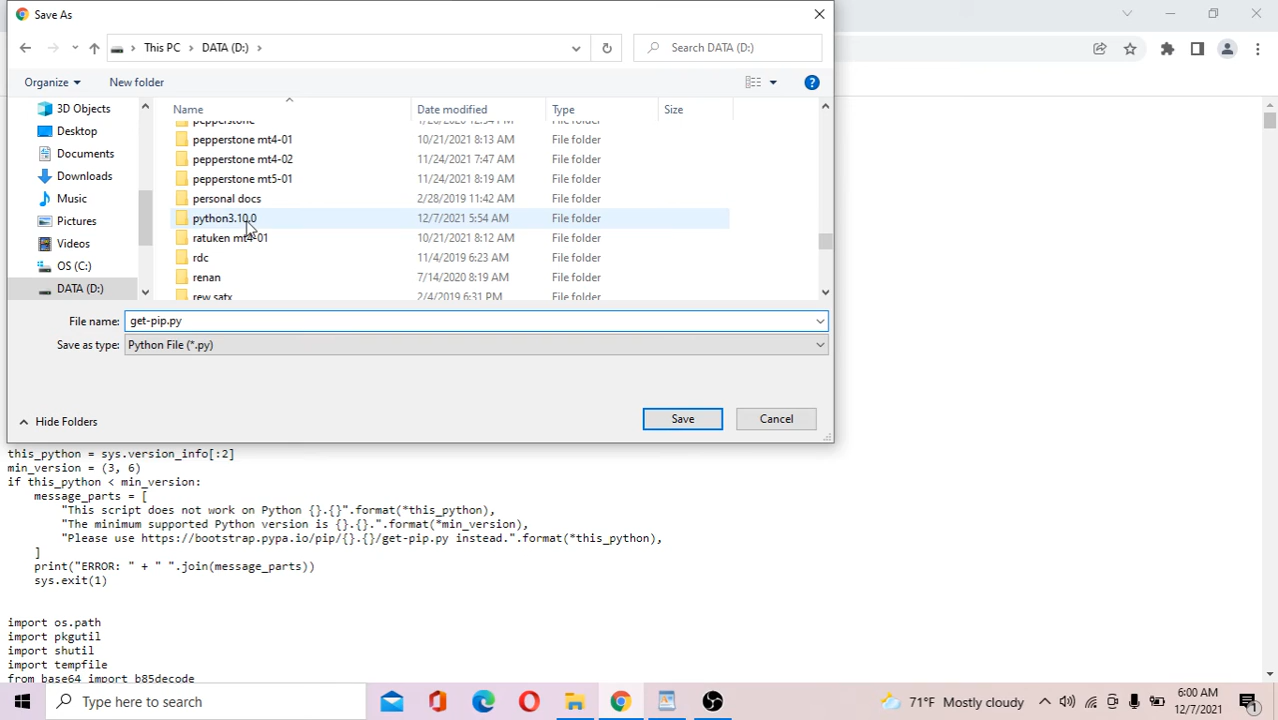 Save As
This PC
DATA (D:)
Search DATA (D:)
Organize
New folder
Name
Date modified
Type
Size
3D Objects
Desktop
Documents
Downloads
Music
Pictures
Videos
OS (C:)
DATA (D:)
pepperstone mt4-01 10/21/2021 8:13 AM File folder
pepperstone mt4-02 11/24/2021 7:47 AM File folder
pepperstone mt5-01 11/24/2021 8:19 AM File folder
personal docs 2/28/2019 11:42 AM File folder
python3.10.0 12/7/2021 5:54 AM File folder
ratuken mt4-01 10/21/2021 8:12 AM File folder
rdc 11/4/2019 6:23 AM File folder
renan 7/14/2020 8:19 AM File folder
rew satx 2/4/2019 6:31 PM File folder
File name: get-pip.py
Save as type: Python File (*.py)
Hide Folders
Save
Cancel
this_python = sys.version_info[:2]
min_version = (3, 6)
if this_python < min_version:
message_parts = [
"This script does not work on Python {}.{}".format(*this_python),
"The minimum supported Python version is {}.{}.".format(*min_version),
"Please use https://bootstrap.pypa.io/pip/{}.{}/get-pip.py instead.".format(*this_python),
]
print("ERROR: " + " ".join(message_parts))
sys.exit(1)
import os.path
import pkgutil
import shutil
import tempfile
from base64 import b85decode
Type here to search
71°F Mostly cloudy
6:00 AM
12/7/2021
1